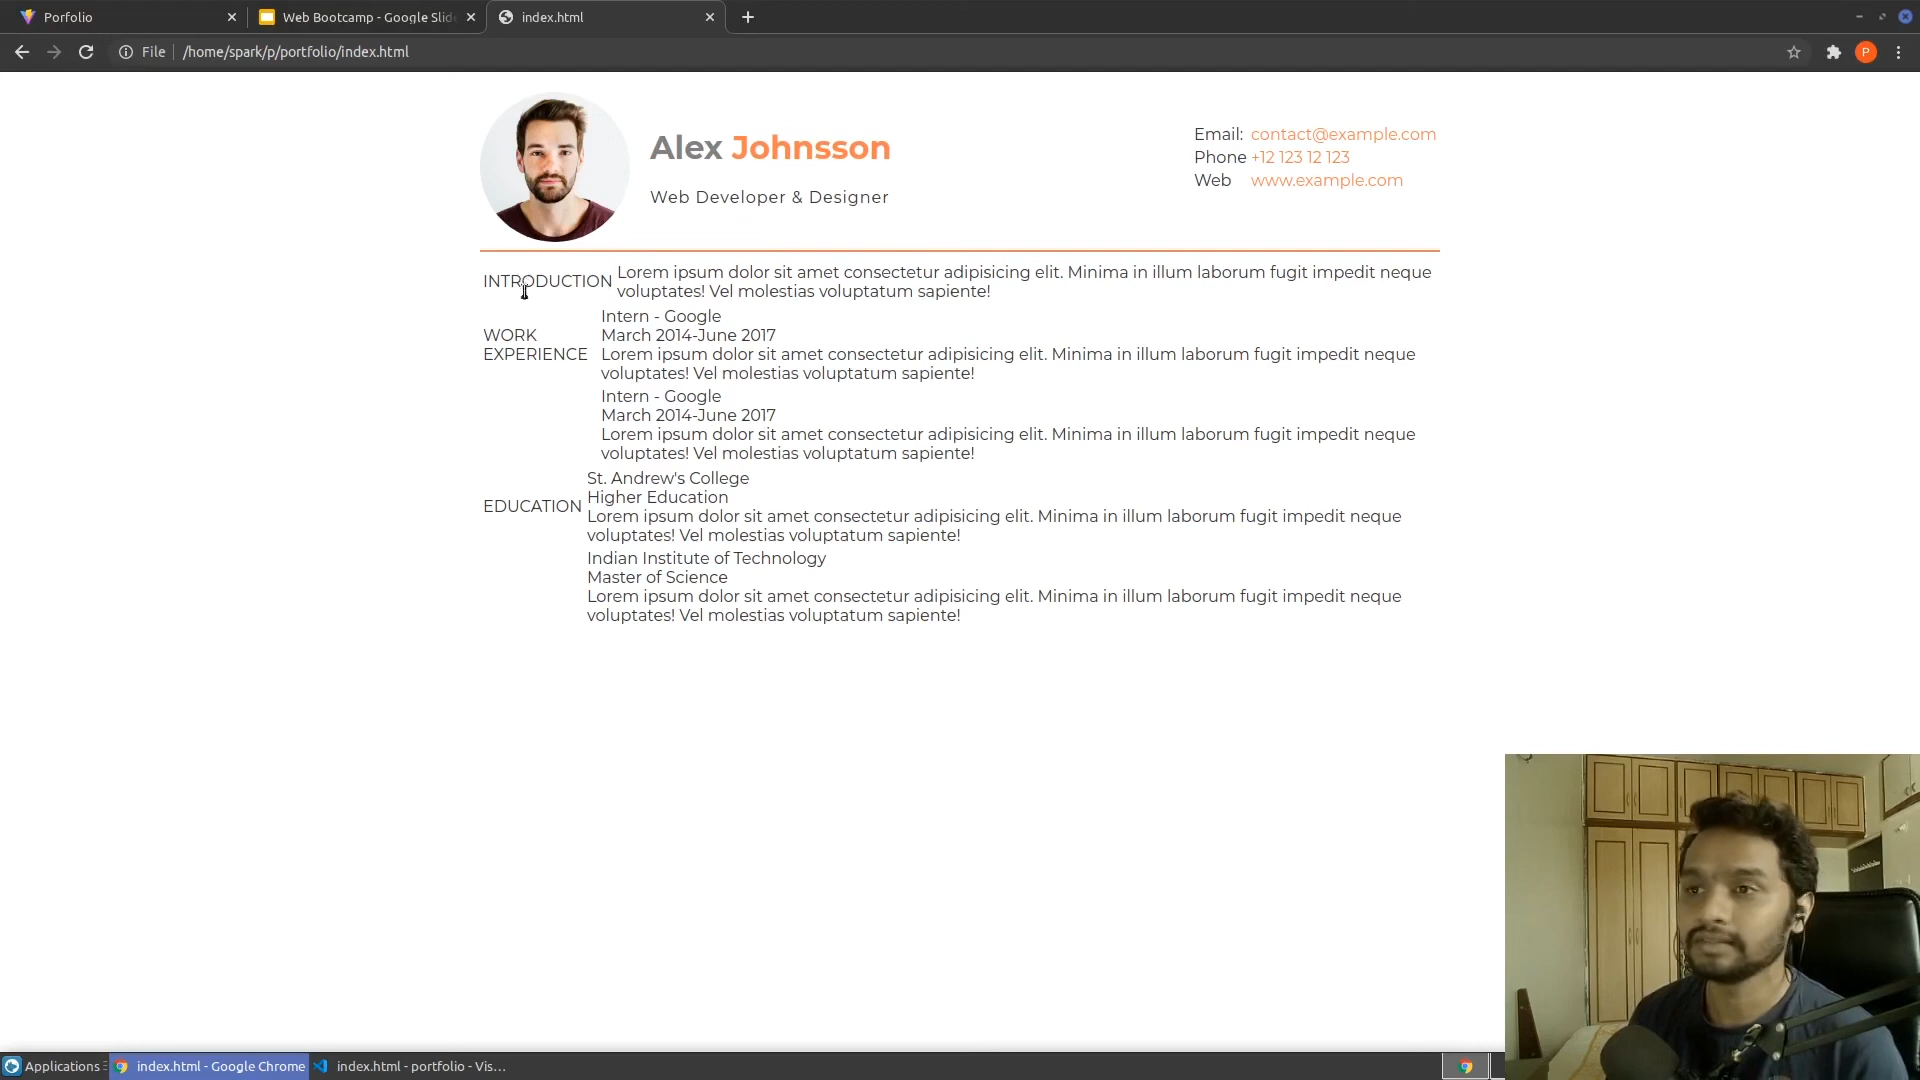 Porfolio
Web Bootcamp - Google Slide
index.html
File
/home/spark/p/portfolio/index.html
P
Alex Johnsson
Web Developer & Designer
Email: contact@example.com
Phone +12 123 12 123
Web www.example.com
INTRODUCTION
Lorem ipsum dolor sit amet consectetur adipisicing elit. Minima in illum laborum fugit impedit neque
voluptates! Vel molestias voluptatum sapiente!
WORK
EXPERIENCE
Intern - Google
March 2014-June 2017
Lorem ipsum dolor sit amet consectetur adipisicing elit. Minima in illum laborum fugit impedit neque
voluptates! Vel molestias voluptatum sapiente!
Intern - Google
March 2014-June 2017
Lorem ipsum dolor sit amet consectetur adipisicing elit. Minima in illum laborum fugit impedit neque
voluptates! Vel molestias voluptatum sapiente!
EDUCATION
St. Andrew's College
Higher Education
Lorem ipsum dolor sit amet consectetur adipisicing elit. Minima in illum laborum fugit impedit neque
voluptates! Vel molestias voluptatum sapiente!
Indian Institute of Technology
Master of Science
Lorem ipsum dolor sit amet consectetur adipisicing elit. Minima in illum laborum fugit impedit neque
voluptates! Vel molestias voluptatum sapiente!
Applications
index.html - Google Chrome
index.html - portfolio - Vis...